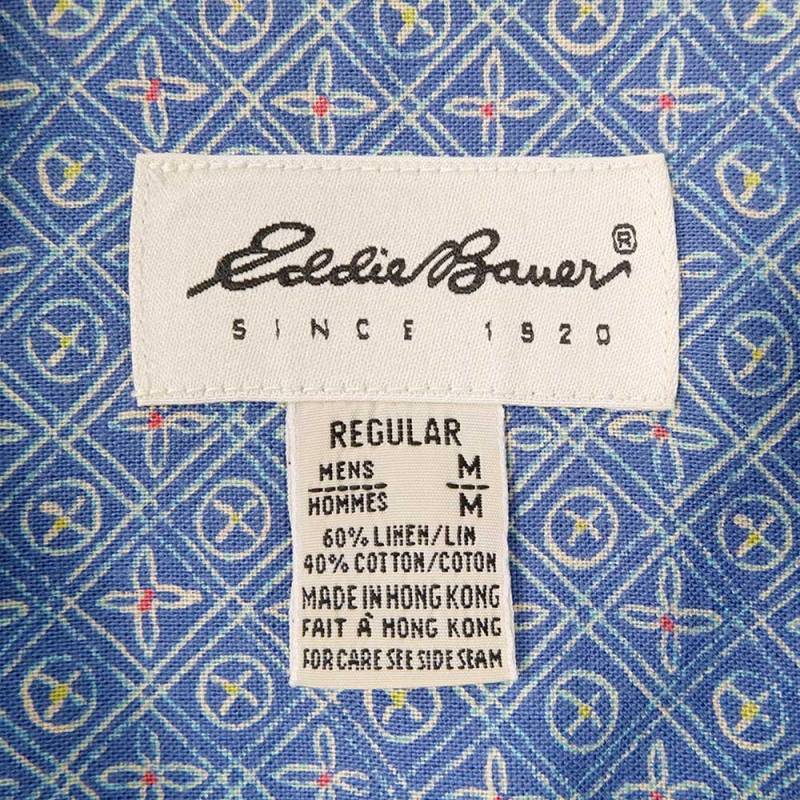 Eddie Bauer®
SINCE 1920
REGULAR
MENS M
HOMMES M
60% LINEN/LIN
40% COTTON/COTON
MADE IN HONG KONG
FAIT À HONG KONG
FOR CARE SEE SIDE SEAM